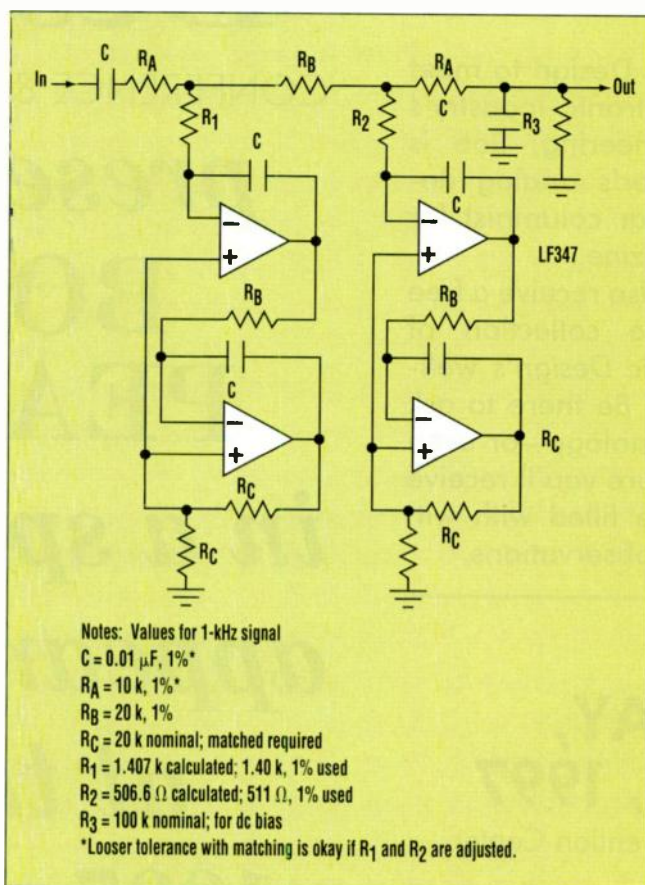 C
RA
RB
RA
In
Out
R1
R2
C
R3
C
C
LF347
RB
RB
C
RC
RC
RC
RC
Notes: Values for 1-kHz signal
C = 0.01 µF, 1%*
RA = 10 k, 1%*
RB = 20 k, 1%
RC = 20 k nominal; matched required
R1 = 1.407 k calculated; 1.40 k, 1% used
R2 = 506.6 Ω calculated; 511 Ω, 1% used
R3 = 100 k nominal; for dc bias
*Looser tolerance with matching is okay if R1 and R2 are adjusted.